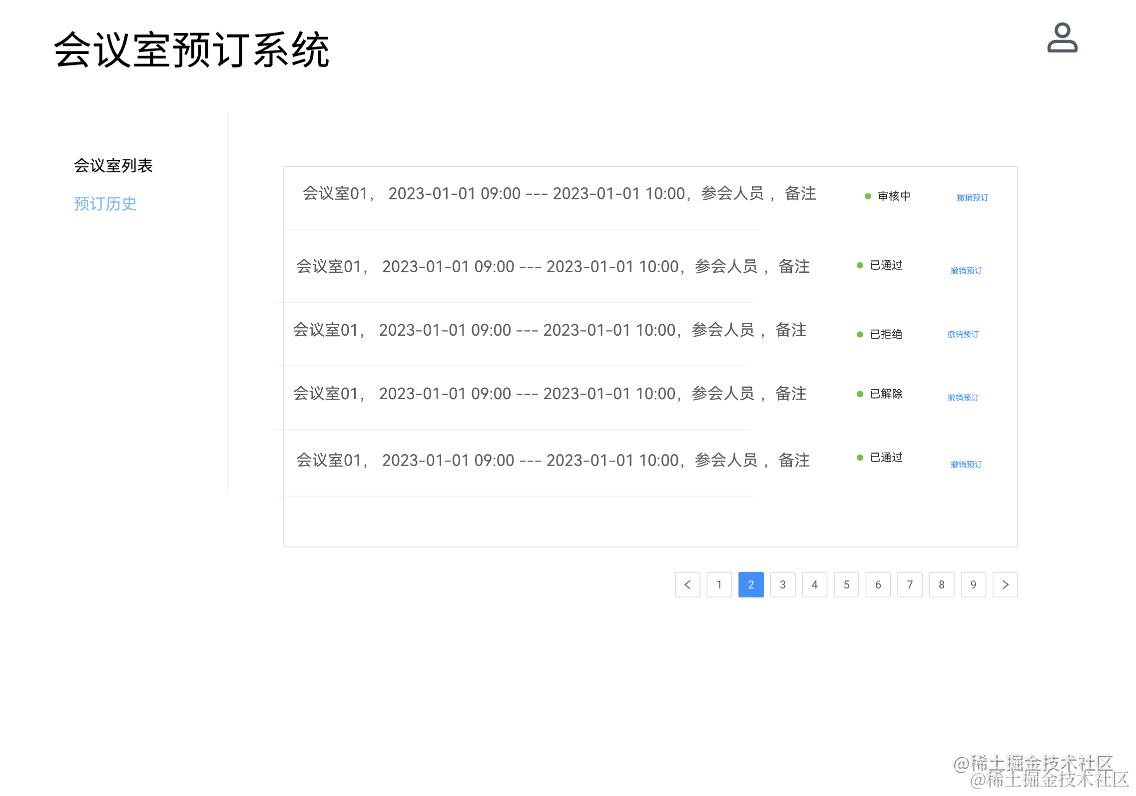 会议室预订系统
会议室列表
预订历史
会议室01， 2023-01-01 09:00 --- 2023-01-01 10:00，参会人员 ，备注 审核中 撤销预订
会议室01， 2023-01-01 09:00 --- 2023-01-01 10:00，参会人员 ，备注 已通过 撤销预订
会议室01， 2023-01-01 09:00 --- 2023-01-01 10:00，参会人员 ，备注 已拒绝 撤销预订
会议室01， 2023-01-01 09:00 --- 2023-01-01 10:00，参会人员 ，备注 已解除 撤销预订
会议室01， 2023-01-01 09:00 --- 2023-01-01 10:00，参会人员 ，备注 已通过 撤销预订
< 1 2 3 4 5 6 7 8 9 >
@稀土掘金技术社区
@稀土掘金技术社区